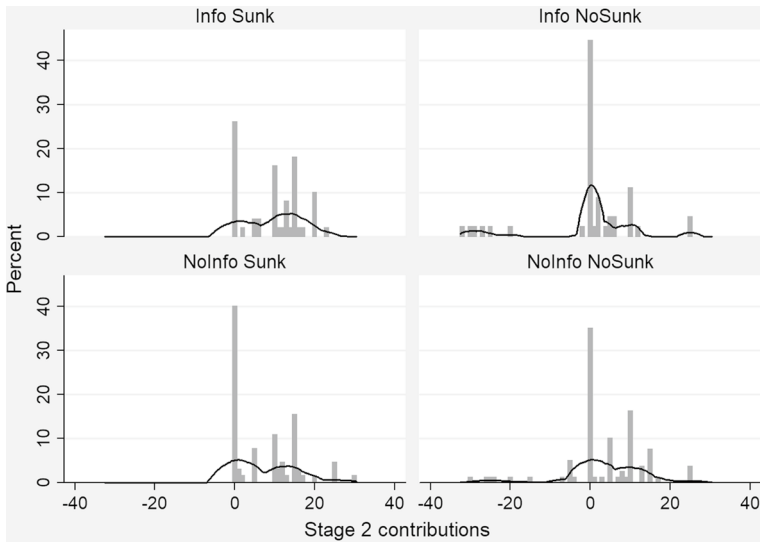 Info Sunk
Info NoSunk
40
30
20
10
0
NoInfo Sunk
NoInfo NoSunk
40
30
20
10
0
Percent
-40 -20 0 20 40
-40 -20 0 20 40
Stage 2 contributions